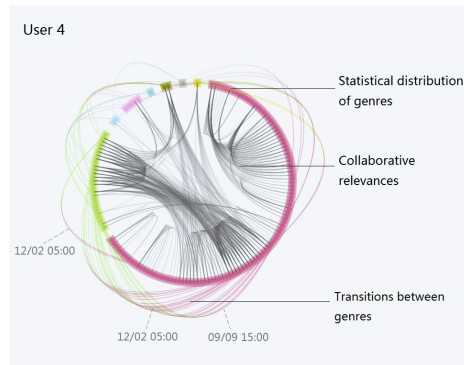 User 4
Statistical distribution
of genres
Collaborative
relevances
12/02 05:00
Transitions between
genres
12/02 05:00
09/09 15:00